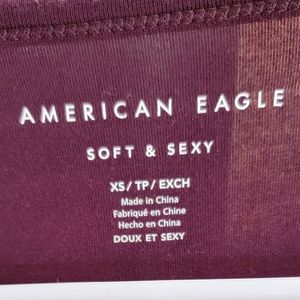 AMERICAN EAGLE
SOFT & SEXY
XS/TP/EXCH
Made in China
Fabriqué en Chine
Hecho en China
DOUX ET SEXY